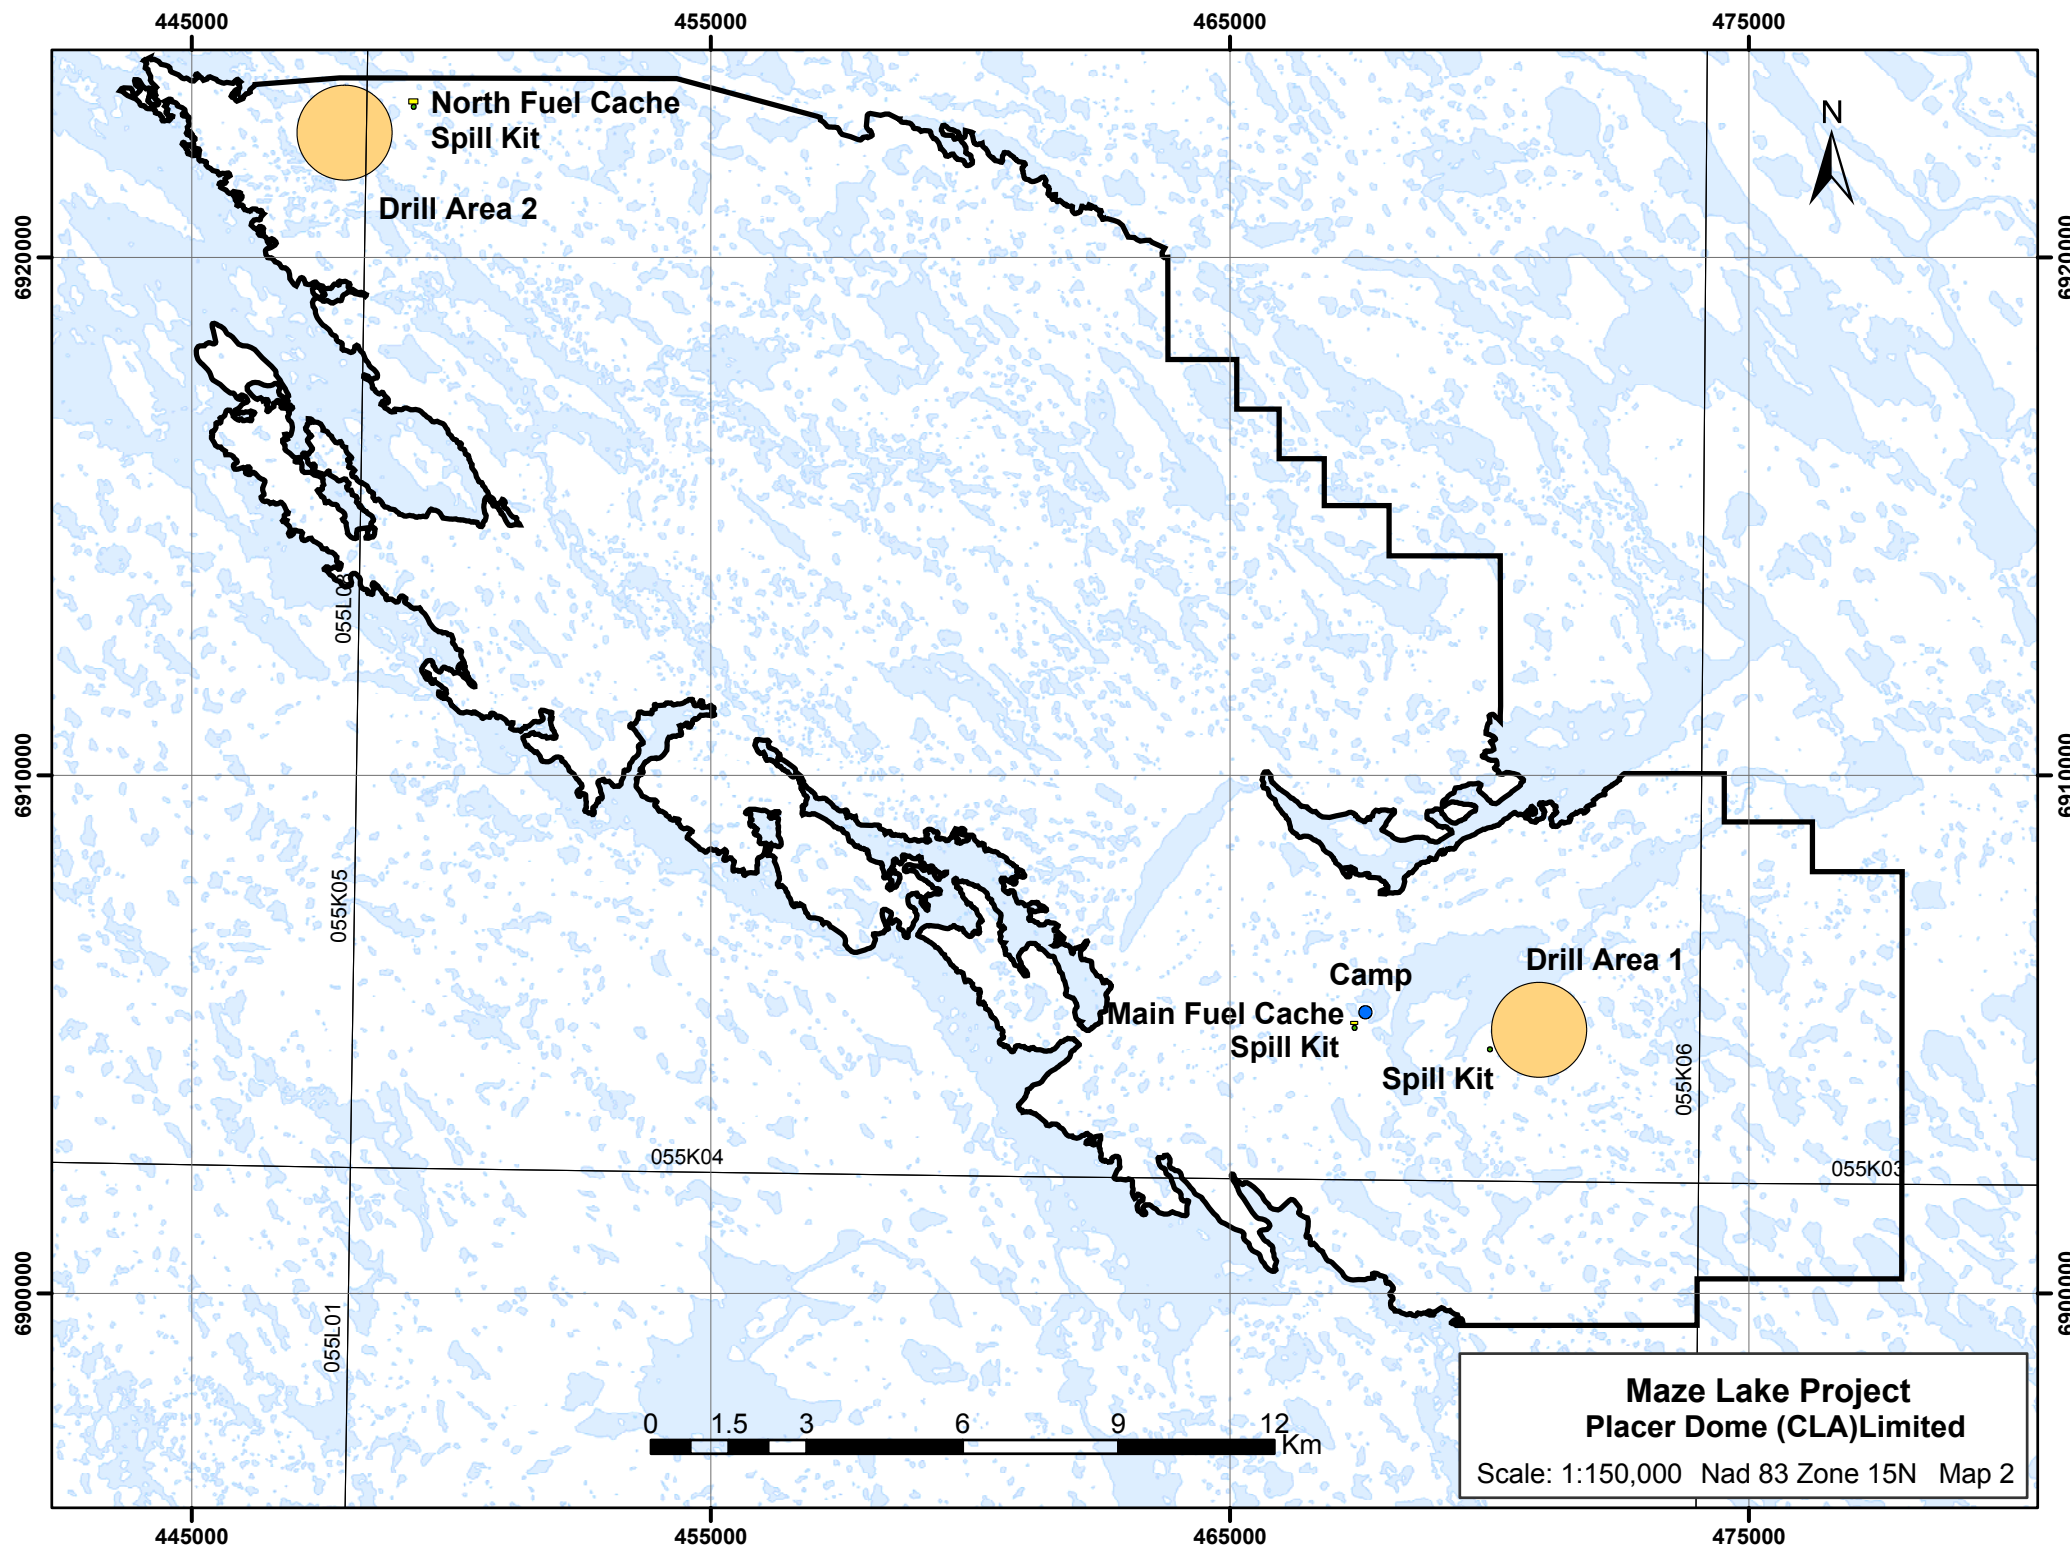 445000
455000
465000
475000
North Fuel Cache
Spill Kit
N
Drill Area 2
6920000
6920000
055L08
6910000
6910000
055K05
Drill Area 1
Camp
Main Fuel Cache
Spill Kit
Spill Kit
055K06
055K04
055K03
6900000
6900000
055L01
Maze Lake Project
Placer Dome (CLA)Limited
Scale: 1:150,000 Nad 83 Zone 15N Map 2
0 1.5 3 6 9 12
Km
445000
455000
465000
475000